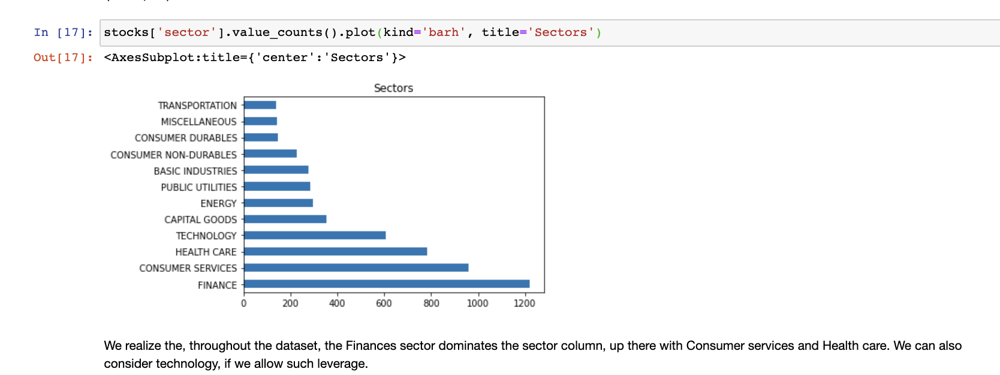 In [17]: stocks['sector'].value_counts().plot(kind='barh', title='Sectors')
Out[17]: <AxesSubplot:title={'center':'Sectors'}>
Sectors
TRANSPORTATION
MISCELLANEOUS
CONSUMER DURABLES
CONSUMER NON-DURABLES
BASIC INDUSTRIES
PUBLIC UTILITIES
ENERGY
CAPITAL GOODS
TECHNOLOGY
HEALTH CARE
CONSUMER SERVICES
FINANCE
0 200 400 600 800 1000 1200
We realize the, throughout the dataset, the Finances sector dominates the sector column, up there with Consumer services and Health care. We can also
consider technology, if we allow such leverage.